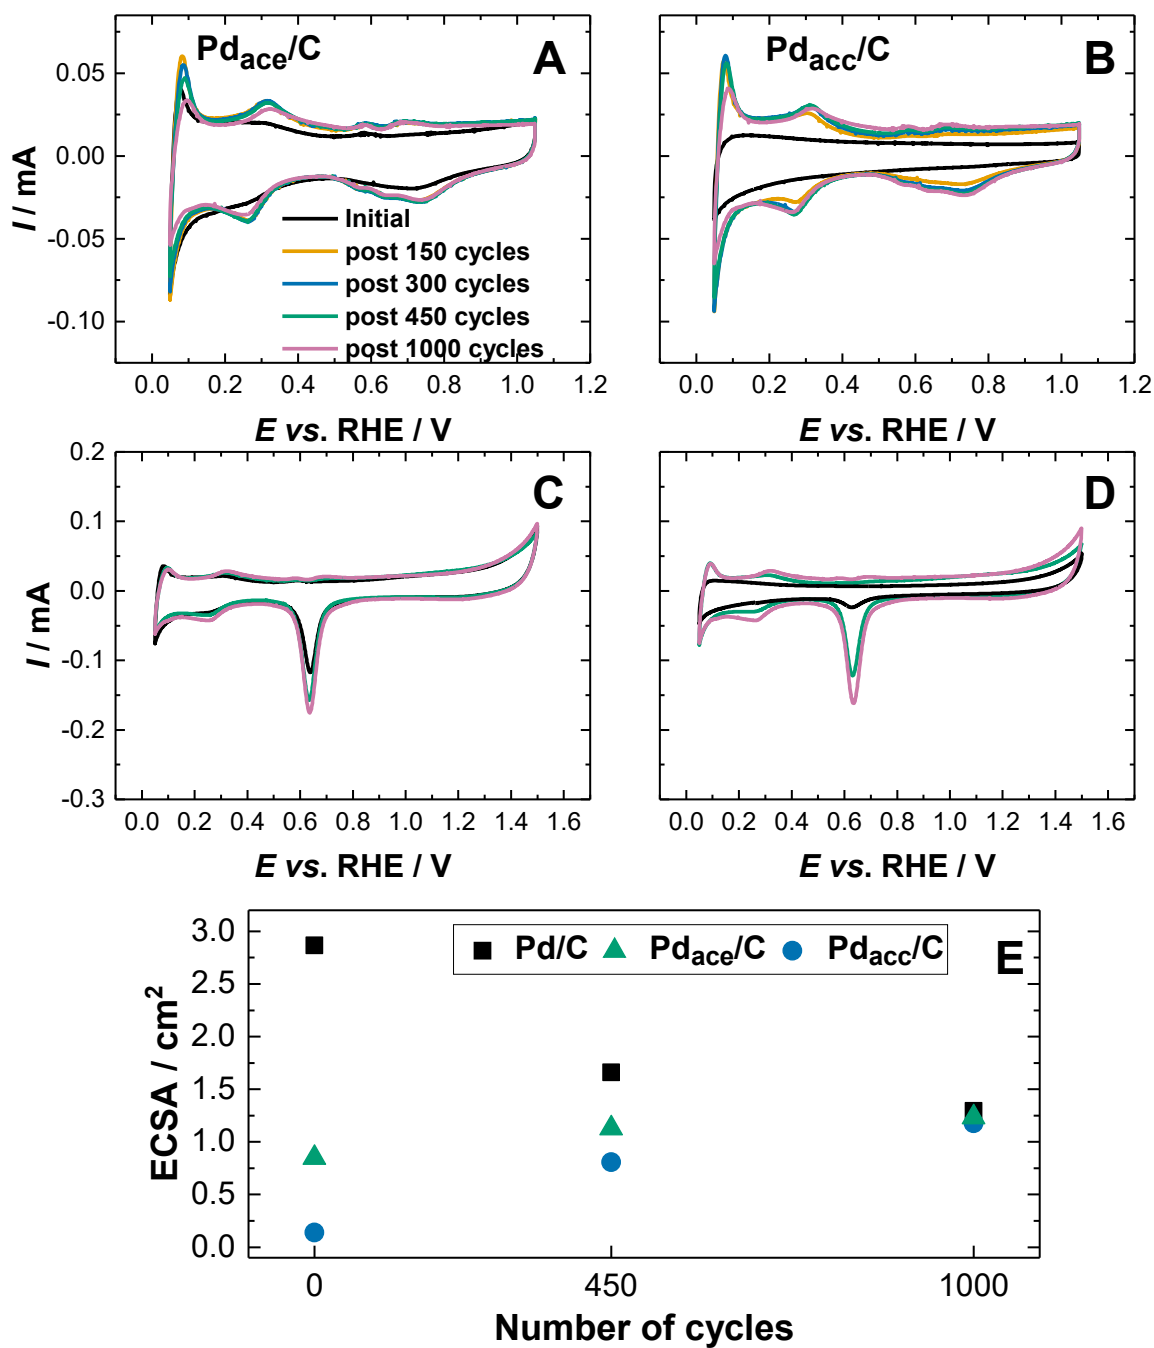 Pd_ace/C
A
I / mA
0.05
0.00
-0.05
-0.10
Initial
post 150 cycles
post 300 cycles
post 450 cycles
post 1000 cycles
0.0 0.2 0.4 0.6 0.8 1.0 1.2
E vs. RHE / V
Pd_acc/C
B
0.0 0.2 0.4 0.6 0.8 1.0 1.2
E vs. RHE / V
C
I / mA
0.2
0.1
0.0
-0.1
-0.2
-0.3
0.0 0.2 0.4 0.6 0.8 1.0 1.2 1.4 1.6
E vs. RHE / V
D
0.0 0.2 0.4 0.6 0.8 1.0 1.2 1.4 1.6
E vs. RHE / V
Pd/C Pd_ace/C Pd_acc/C
E
ECSA / cm²
3.0
2.5
2.0
1.5
1.0
0.5
0.0
0 450 1000
Number of cycles